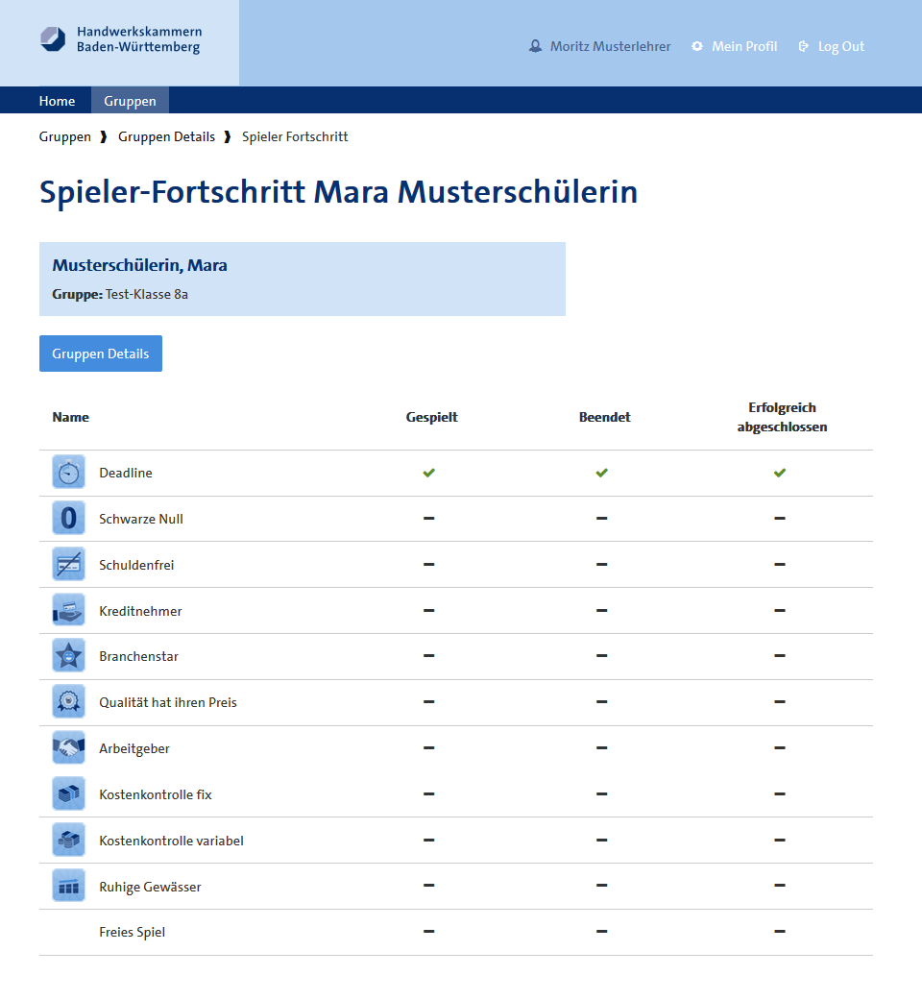 Handwerkskammern
Baden-Württemberg
Moritz Musterlehrer Mein Profil Log Out
Home Gruppen
Gruppen ❱ Gruppen Details ❱ Spieler Fortschritt
Spieler-Fortschritt Mara Musterschülerin
Musterschülerin, Mara
Gruppe: Test-Klasse 8a
Gruppen Details
Name Gespielt Beendet Erfolgreich abgeschlossen
Deadline
0 Schwarze Null
Schuldenfrei
Kreditnehmer
Branchenstar
Qualität hat ihren Preis
Arbeitgeber
Kostenkontrolle fix
Kostenkontrolle variabel
Ruhige Gewässer
Freies Spiel